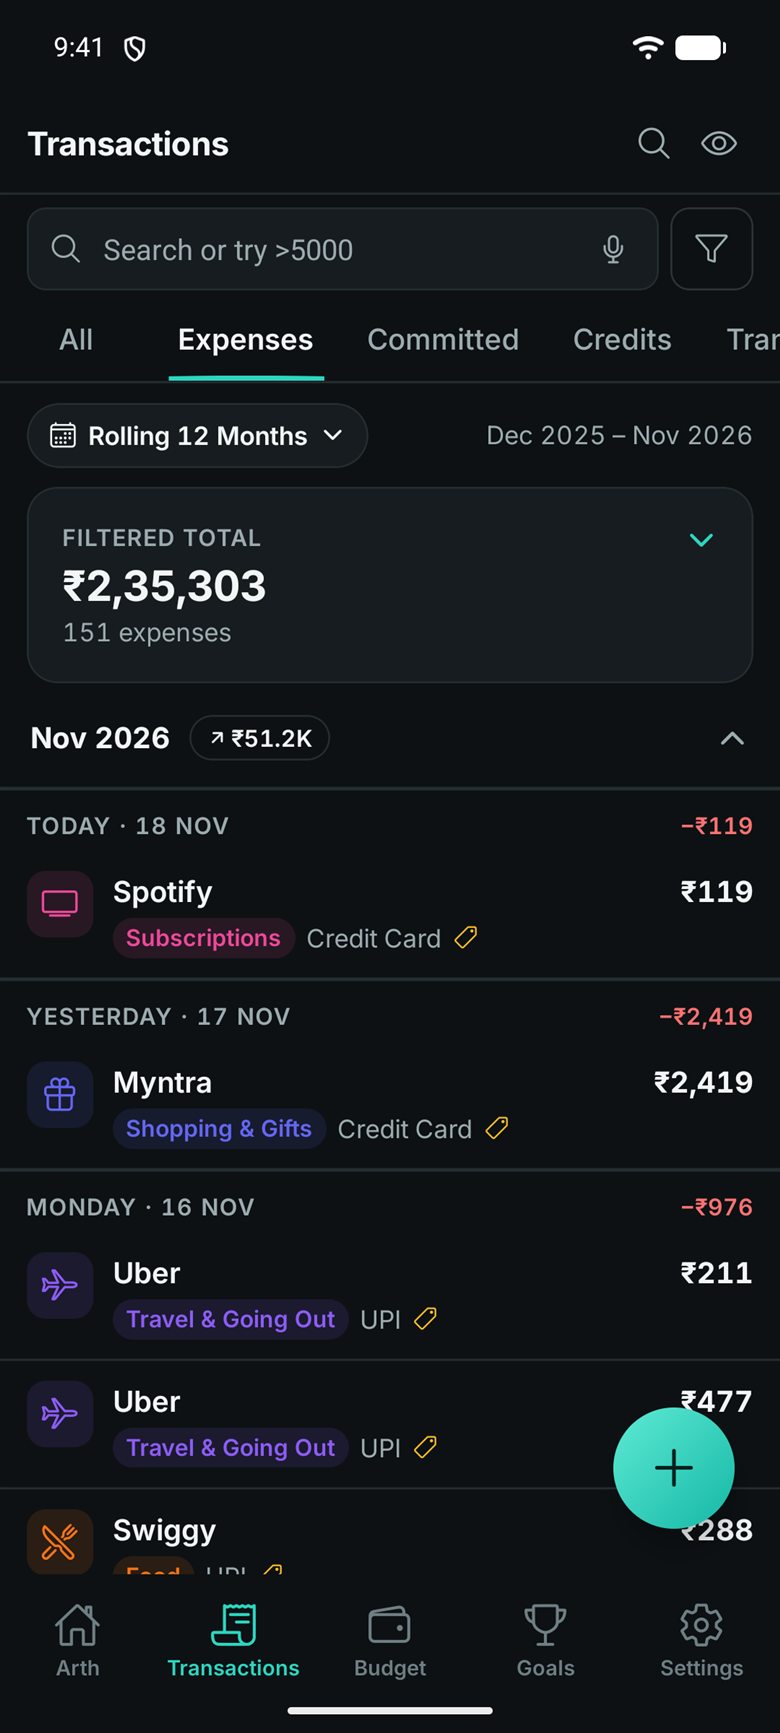 9:41
Transactions
Search or try >5000
All Expenses Committed Credits Tran
Rolling 12 Months Dec 2025 – Nov 2026
FILTERED TOTAL
₹2,35,303
151 expenses
Nov 2026 ↗ ₹51.2K
TODAY · 18 NOV −₹119
Spotify ₹119
Subscriptions Credit Card
YESTERDAY · 17 NOV −₹2,419
Myntra ₹2,419
Shopping & Gifts Credit Card
MONDAY · 16 NOV −₹976
Uber ₹211
Travel & Going Out UPI
Uber ₹477
Travel & Going Out UPI
Swiggy ₹288
Food UPI
Arth Transactions Budget Goals Settings